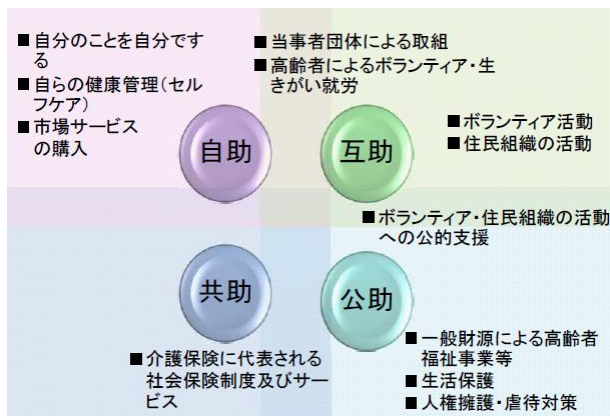 ■ 自分のことを自分です
る
■ 自らの健康管理(セル
フケア)
■ 市場サービス
の購入
■ 当事者団体による取組
■ 高齢者によるボランティア・生
きがい就労
■ ボランティア活動
■ 住民組織の活動
自助
互助
■ ボランティア・住民組織の活動
への公的支援
共助
公助
■ 介護保険に代表される
社会保険制度及びサー
ビス
■ 一般財源による高齢者
福祉事業等
■ 生活保護
■ 人権擁護・虐待対策